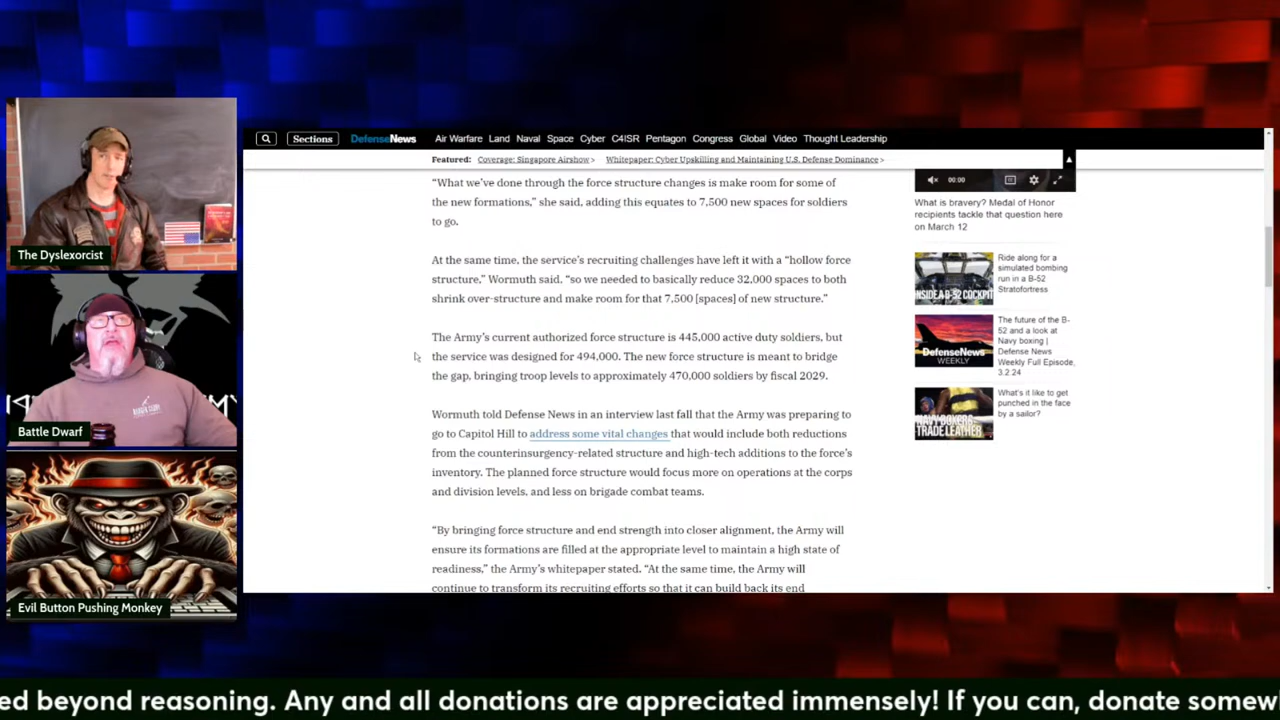 The Dyslexorcist
Battle Dwarf
Evil Button Pushing Monkey
Sections
DefenseNews
Air Warfare Land Naval Space Cyber C4ISR Pentagon Congress Global Video Thought Leadership
Featured: Coverage: Singapore Airshow > Whitepaper: Cyber Upskilling and Maintaining U.S. Defense Dominance >
“What we’ve done through the force structure changes is make room for some of
the new formations,” she said, adding this equates to 7,500 new spaces for soldiers
to go.
At the same time, the service’s recruiting challenges have left it with a “hollow force
structure,” Wormuth said, “so we needed to basically reduce 32,000 spaces to both
shrink over-structure and make room for that 7,500 [spaces] of new structure.”
The Army’s current authorized force structure is 445,000 active duty soldiers, but
the service was designed for 494,000. The new force structure is meant to bridge
the gap, bringing troop levels to approximately 470,000 soldiers by fiscal 2029.
Wormuth told Defense News in an interview last fall that the Army was preparing to
go to Capitol Hill to address some vital changes that would include both reductions
from the counterinsurgency-related structure and high-tech additions to the force’s
inventory. The planned force structure would focus more on operations at the corps
and division levels, and less on brigade combat teams.
“By bringing force structure and end strength into closer alignment, the Army will
ensure its formations are filled at the appropriate level to maintain a high state of
readiness,” the Army’s whitepaper stated. “At the same time, the Army will
continue to transform its recruiting efforts so that it can build back its end
00:00
What is bravery? Medal of Honor
recipients tackle that question here
on March 12
INSIDE A B-52 COCKPIT
Ride along for a
simulated bombing
run in a B-52
Stratofortress
DefenseNews
WEEKLY
The future of the B-
52 and a look at
Navy boxing |
Defense News
Weekly Full Episode,
3.2.24
NAVY BOXERS
TRADE LEATHER
What's it like to get
punched in the face
by a sailor?
ed beyond reasoning. Any and all donations are appreciated immensely! If you can, donate somew